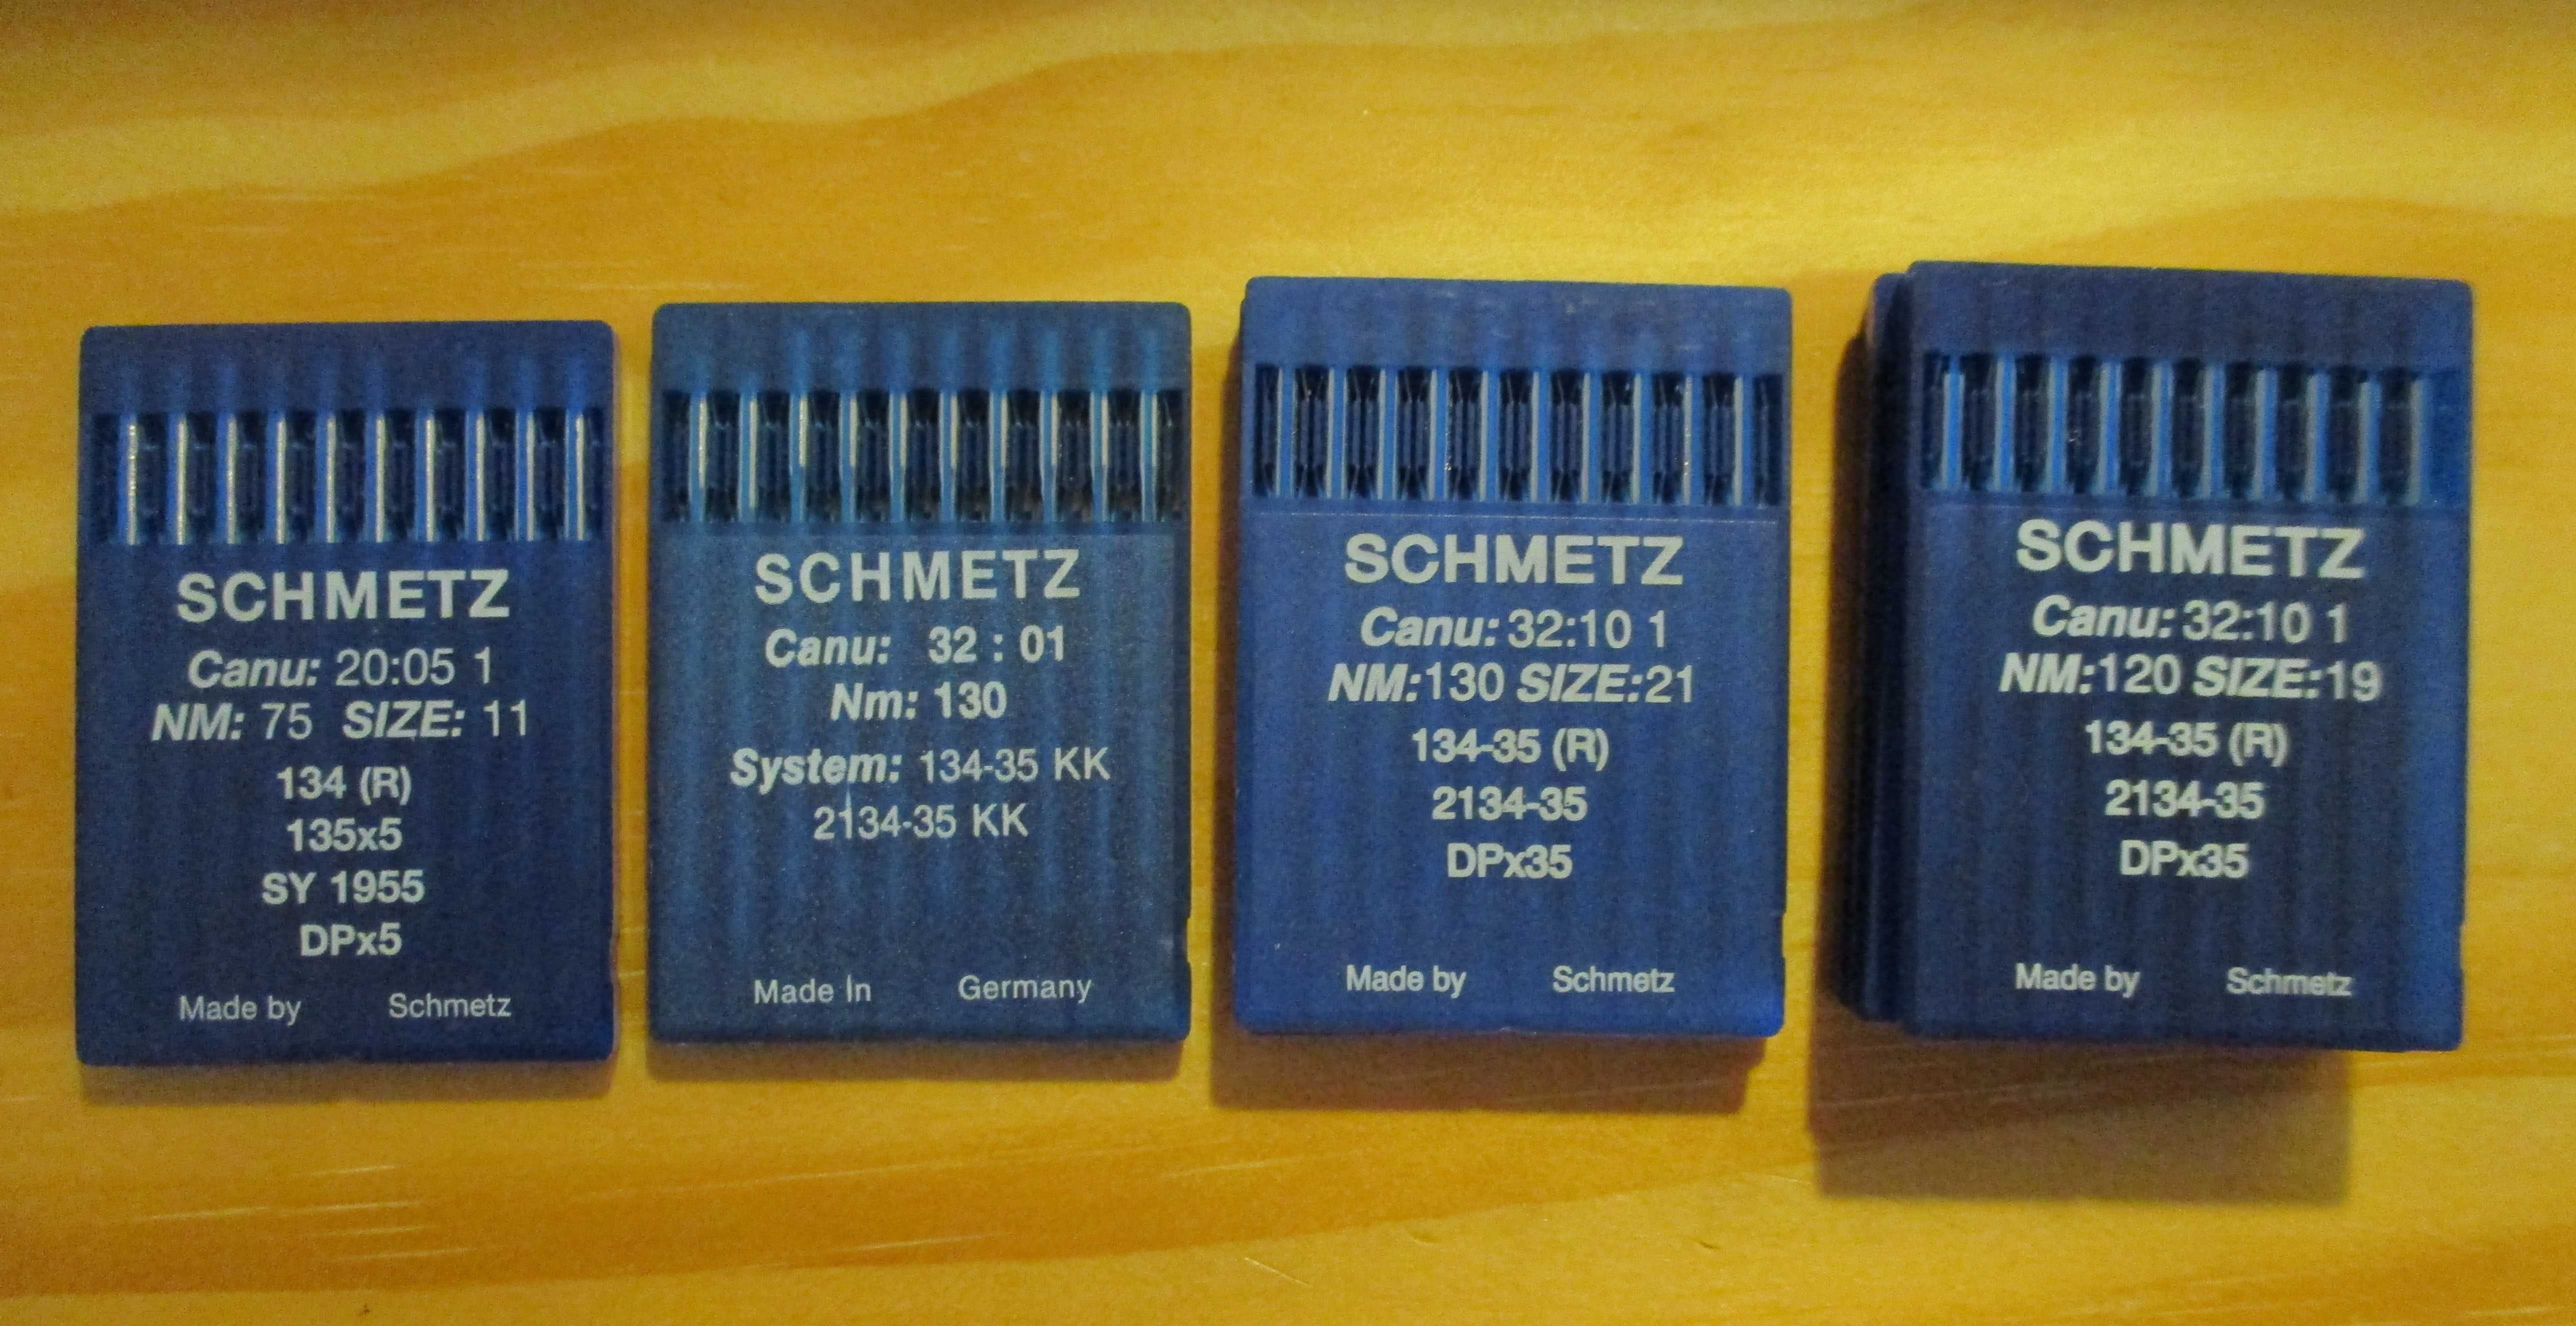 SCHMETZ
Canu: 20:05 1
NM: 75 SIZE: 11
134 (R)
135x5
SY 1955
DPx5
Made by Schmetz
SCHMETZ
Canu: 32 : 01
Nm: 130
System: 134-35 KK
2134-35 KK
Made In Germany
SCHMETZ
Canu: 32:10 1
NM:130 SIZE:21
134-35 (R)
2134-35
DPx35
Made by Schmetz
SCHMETZ
Canu: 32:10 1
NM:120 SIZE:19
134-35 (R)
2134-35
DPx35
Made by Schmetz